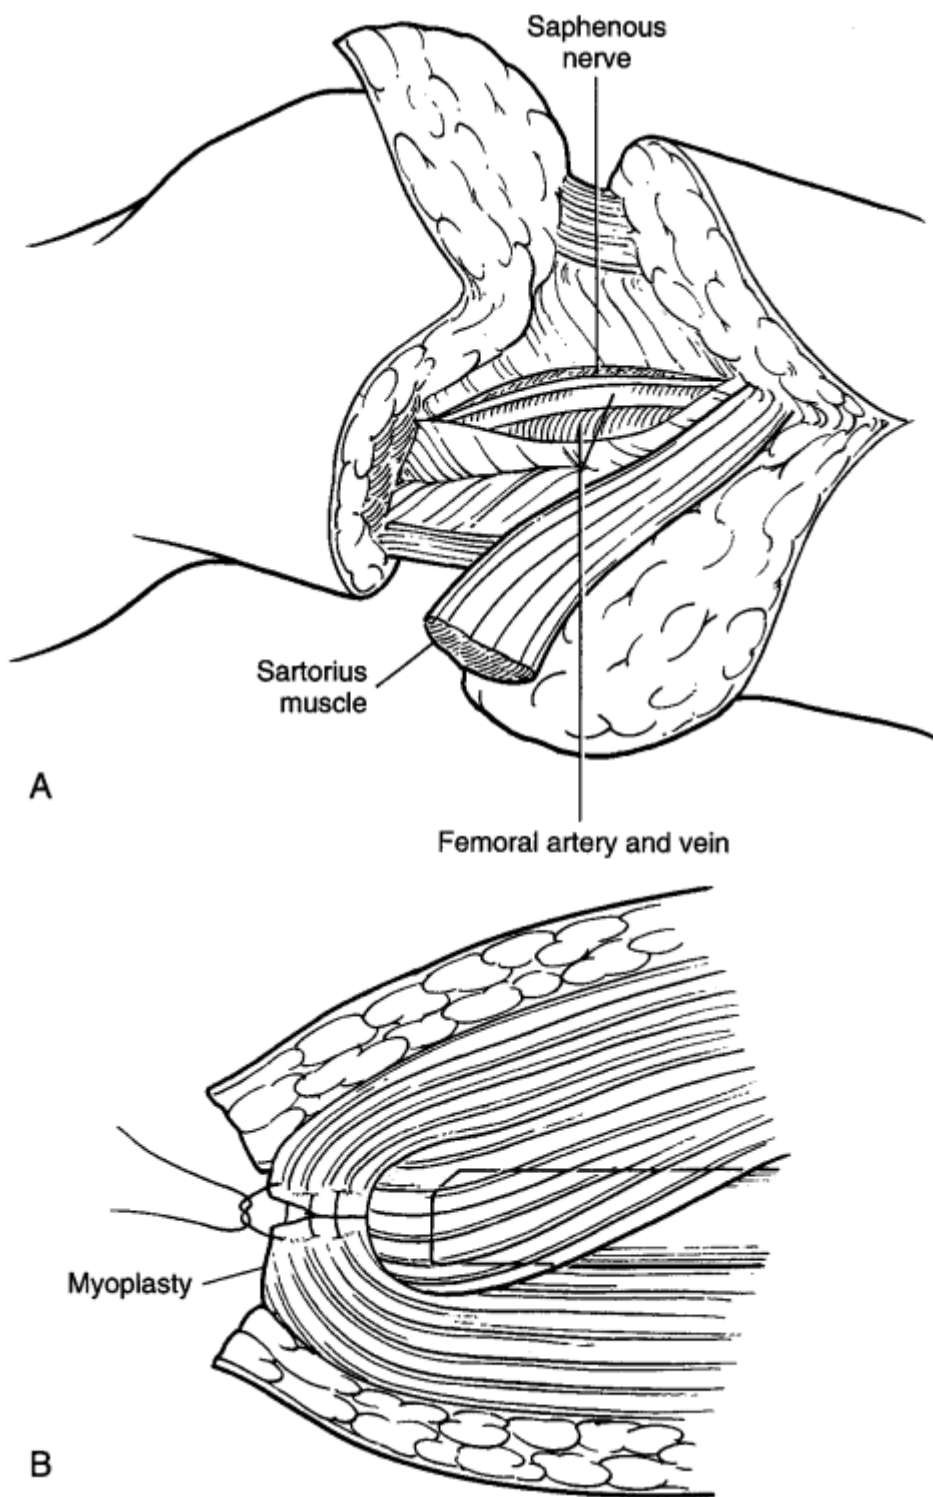 Saphenous
nerve
Sartorius
muscle
A
Femoral artery and vein
Myoplasty
B